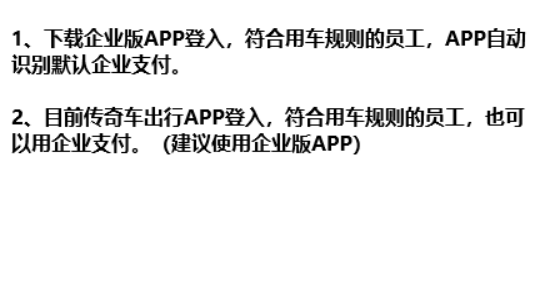 1、下载企业版APP登入，符合用车规则的员工，APP自动
识别默认企业支付。
2、目前传奇车出行APP登入，符合用车规则的员工，也可
以用企业支付。（建议使用企业版APP）